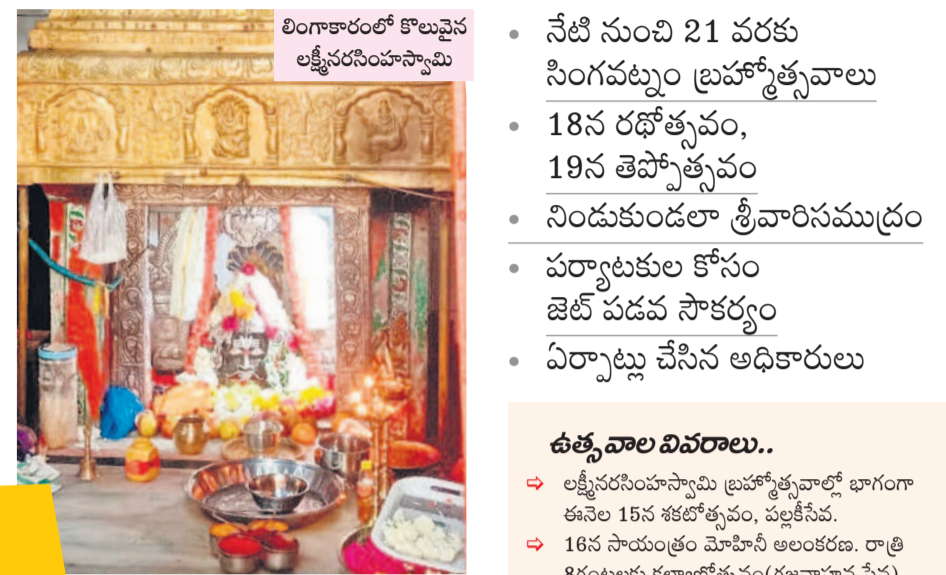 లింగాకారంలో కొలువైన
లక్ష్మీనరసింహస్వామి
• నేటి నుంచి 21 వరకు
సింగవట్నం బ్రహ్మోత్సవాలు
• 18న రథోత్సవం,
19న తెప్పోత్సవం
• నిండుకుండలా శ్రీవారిసముద్రం
• పర్యాటకుల కోసం
జెట్ పడవ సౌకర్యం
• ఏర్పాట్లు చేసిన అధికారులు
ఉత్సవాల వివరాలు..
⇨ లక్ష్మీనరసింహస్వామి బ్రహ్మోత్సవాల్లో భాగంగా
ఈనెల 15న శకటోత్సవం, పల్లకీసేవ.
⇨ 16న సాయంత్రం మోహినీ అలంకరణ. రాత్రి